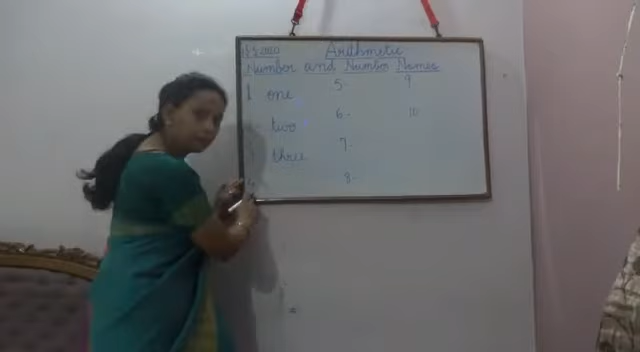 Arithmetic
Number and Number Names
1 one
two
three
5.
6.
7.
8.
9
10